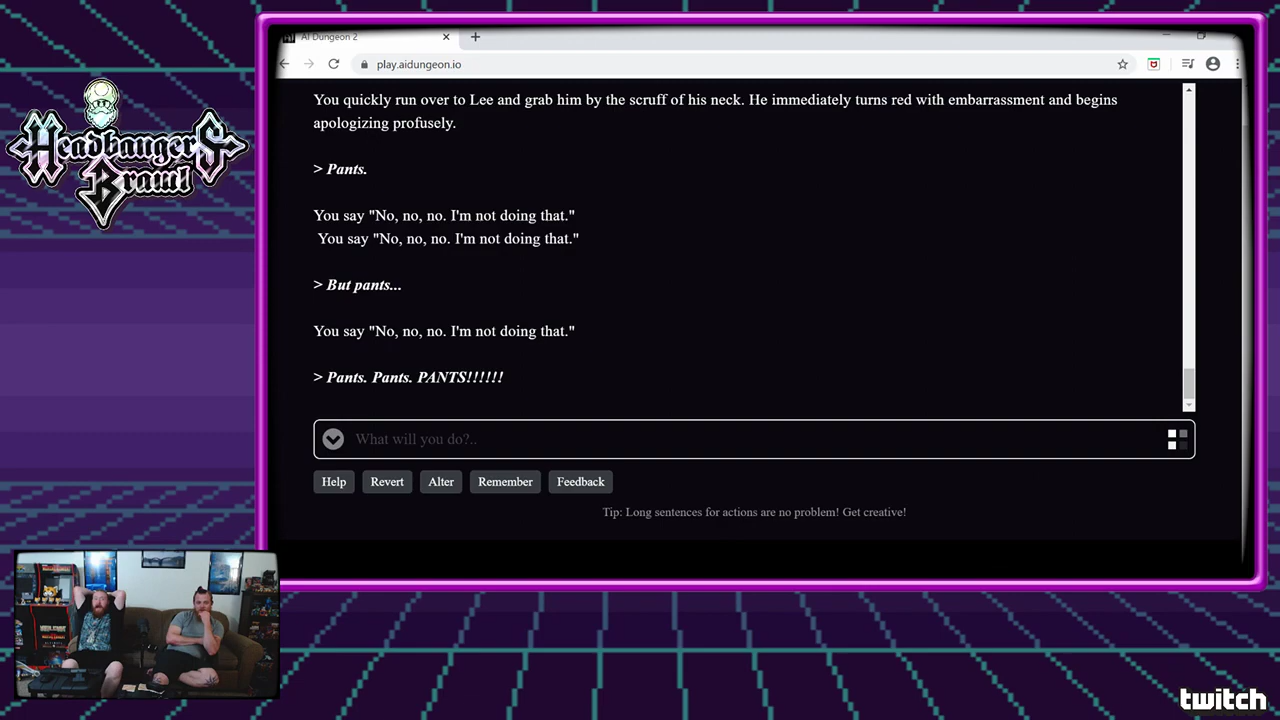 AI Dungeon 2
play.aidungeon.io
Headbangers
Brawl
You quickly run over to Lee and grab him by the scruff of his neck. He immediately turns red with embarrassment and begins
apologizing profusely.
> Pants.
You say "No, no, no. I'm not doing that."
You say "No, no, no. I'm not doing that."
> But pants...
You say "No, no, no. I'm not doing that."
> Pants. Pants. PANTS!!!!!!
What will you do?..
Help Revert Alter Remember Feedback
Tip: Long sentences for actions are no problem! Get creative!
twitch